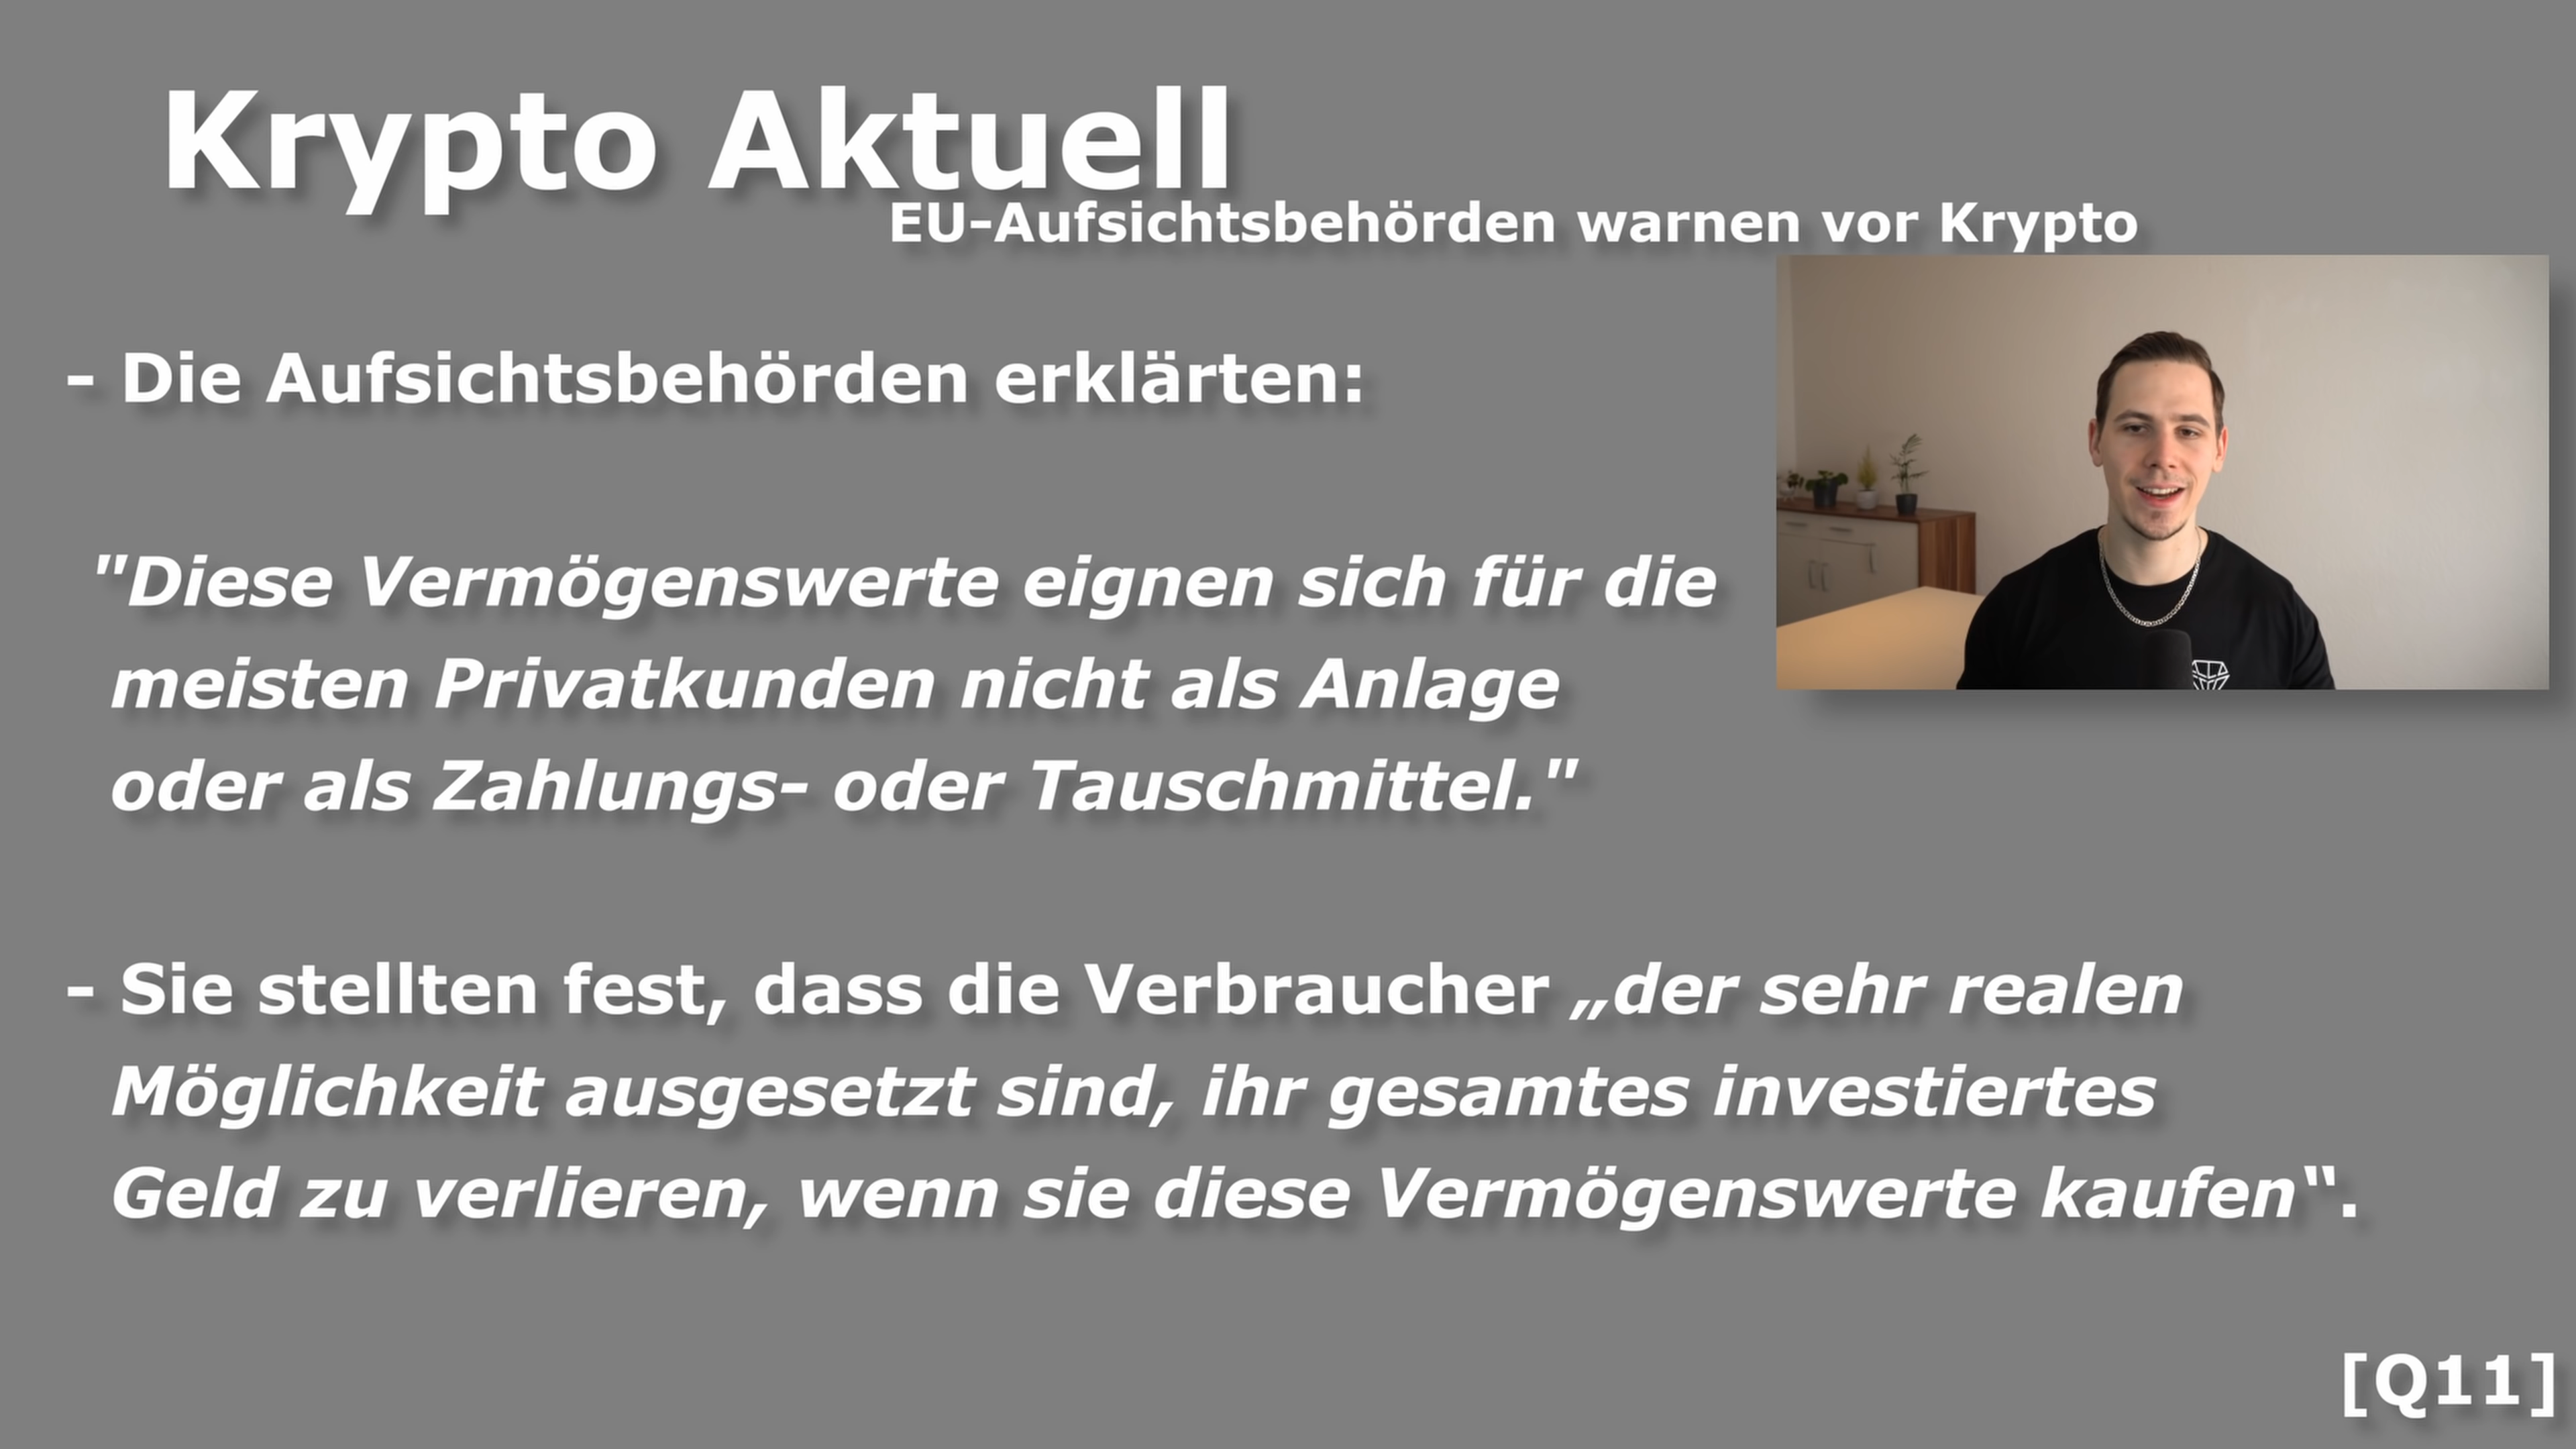 Krypto Aktuell
EU-Aufsichtsbehörden warnen vor Krypto
- Die Aufsichtsbehörden erklärten:
"Diese Vermögenswerte eignen sich für die
meisten Privatkunden nicht als Anlage
oder als Zahlungs- oder Tauschmittel."
- Sie stellten fest, dass die Verbraucher „der sehr realen
Möglichkeit ausgesetzt sind, ihr gesamtes investiertes
Geld zu verlieren, wenn sie diese Vermögenswerte kaufen“.
[Q11]